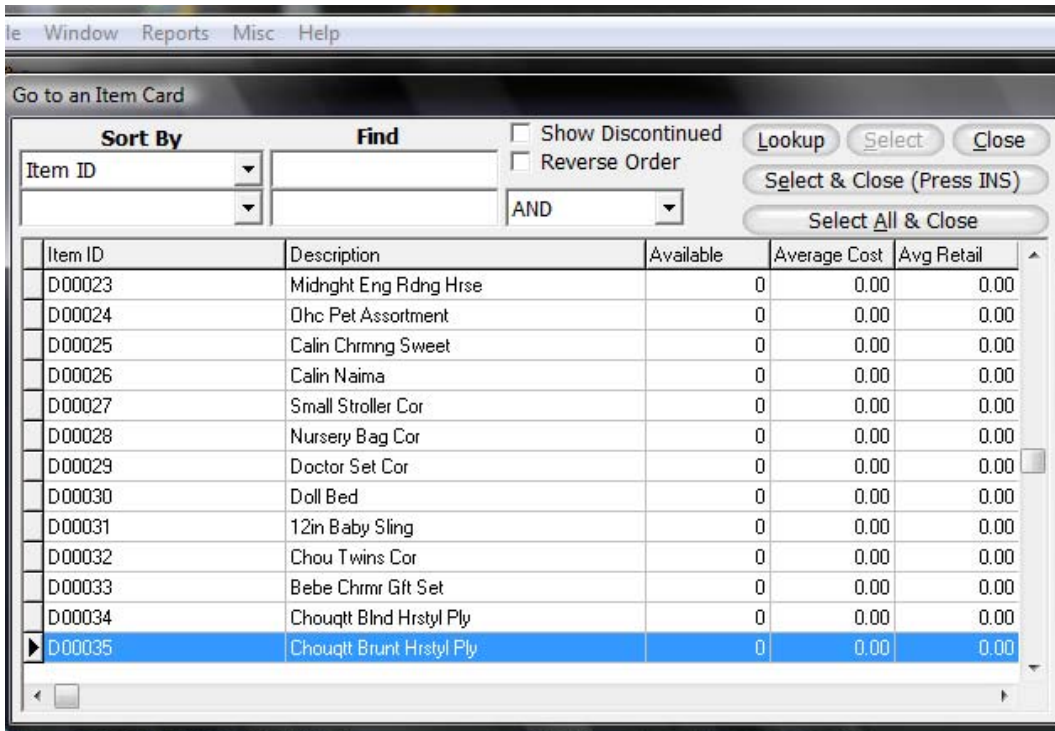 le Window Reports Misc Help
Go to an Item Card
Sort By Find Show Discontinued Lookup Select Close
Item ID Reverse Order
Select & Close (Press INS)
AND Select All & Close
Item ID Description Available Average Cost Avg Retail
D00023 Midnght Eng Rdng Hrse 0 0.00 0.00
D00024 Ohc Pet Assortment 0 0.00 0.00
D00025 Calin Chrmng Sweet 0 0.00 0.00
D00026 Calin Naima 0 0.00 0.00
D00027 Small Stroller Cor 0 0.00 0.00
D00028 Nursery Bag Cor 0 0.00 0.00
D00029 Doctor Set Cor 0 0.00 0.00
D00030 Doll Bed 0 0.00 0.00
D00031 12in Baby Sling 0 0.00 0.00
D00032 Chou Twins Cor 0 0.00 0.00
D00033 Bebe Chrmr Gft Set 0 0.00 0.00
D00034 Chouqtt Blnd Hrstyl Ply 0 0.00 0.00
D00035 Chouqtt Brunt Hrstyl Ply 0 0.00 0.00